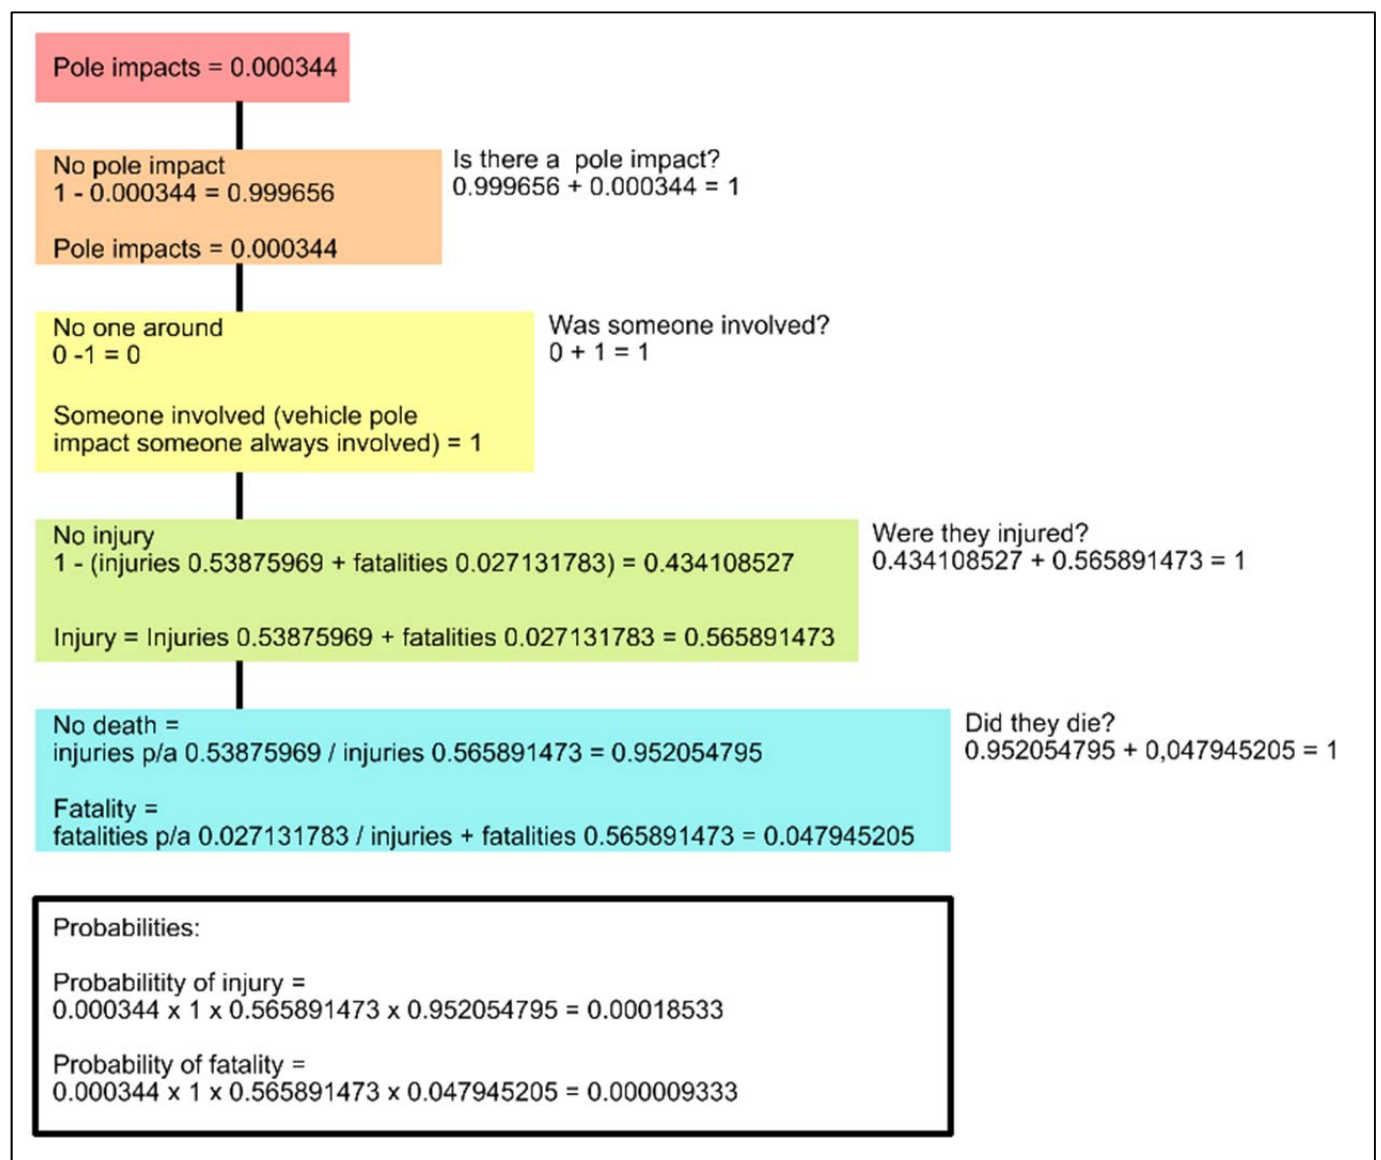 Pole impacts = 0.000344
No pole impact
1 - 0.000344 = 0.999656
Pole impacts = 0.000344
Is there a pole impact?
0.999656 + 0.000344 = 1
No one around
0 -1 = 0
Someone involved (vehicle pole
impact someone always involved) = 1
Was someone involved?
0 + 1 = 1
No injury
1 - (injuries 0.53875969 + fatalities 0.027131783) = 0.434108527
Injury = Injuries 0.53875969 + fatalities 0.027131783 = 0.565891473
Were they injured?
0.434108527 + 0.565891473 = 1
No death =
injuries p/a 0.53875969 / injuries 0.565891473 = 0.952054795
Fatality =
fatalities p/a 0.027131783 / injuries + fatalities 0.565891473 = 0.047945205
Did they die?
0.952054795 + 0,047945205 = 1
Probabilities:
Probabilitity of injury =
0.000344 x 1 x 0.565891473 x 0.952054795 = 0.00018533
Probability of fatality =
0.000344 x 1 x 0.565891473 x 0.047945205 = 0.000009333